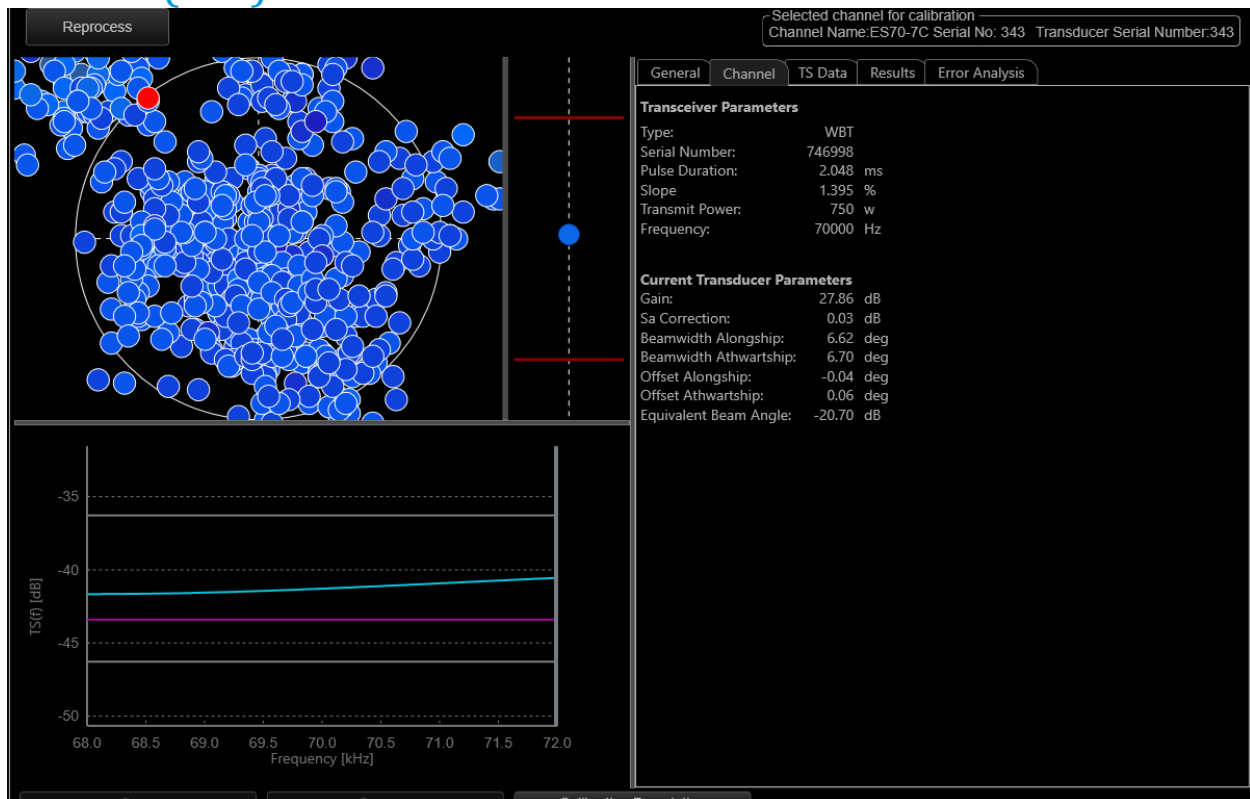 Reprocess
Selected channel for calibration
Channel Name:ES70-7C Serial No: 343 Transducer Serial Number:343
General Channel TS Data Results Error Analysis
Transceiver Parameters
Type: WBT
Serial Number: 746998
Pulse Duration: 2.048 ms
Slope 1.395 %
Transmit Power: 750 w
Frequency: 70000 Hz
Current Transducer Parameters
Gain: 27.86 dB
Sa Correction: 0.03 dB
Beamwidth Alongship: 6.62 deg
Beamwidth Athwartship: 6.70 deg
Offset Alongship: -0.04 deg
Offset Athwartship: 0.06 deg
Equivalent Beam Angle: -20.70 dB
-35
-40
-45
-50
TS(f) [dB]
68.0 68.5 69.0 69.5 70.0 70.5 71.0 71.5 72.0
Frequency [kHz]